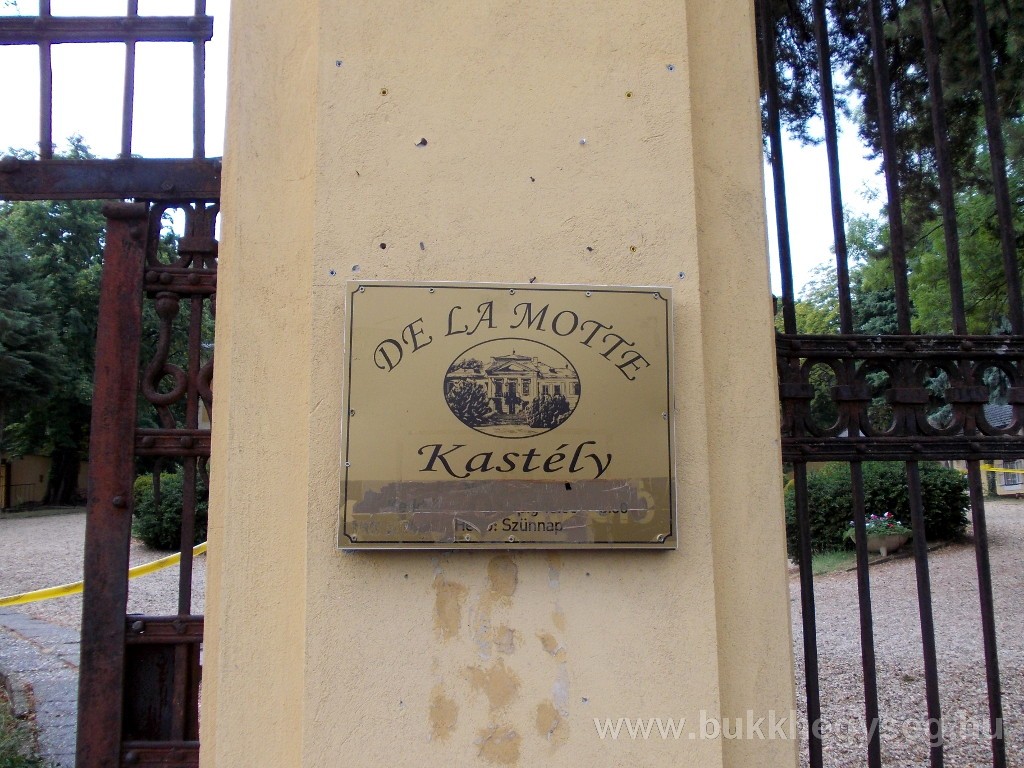 DE LA MOTTE
Kastély
Szünnap
www.bukkhegyseg.hu